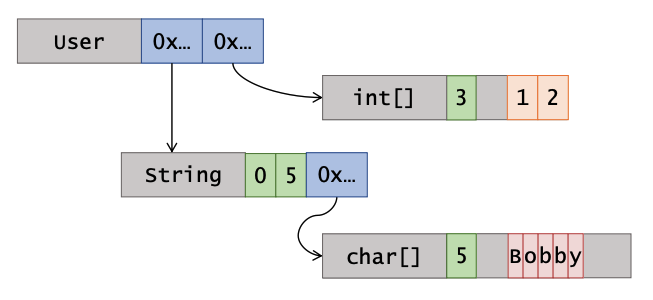 User 0x… 0x…
int[] 3 1 2
String 0 5 0x…
char[] 5 Bobby